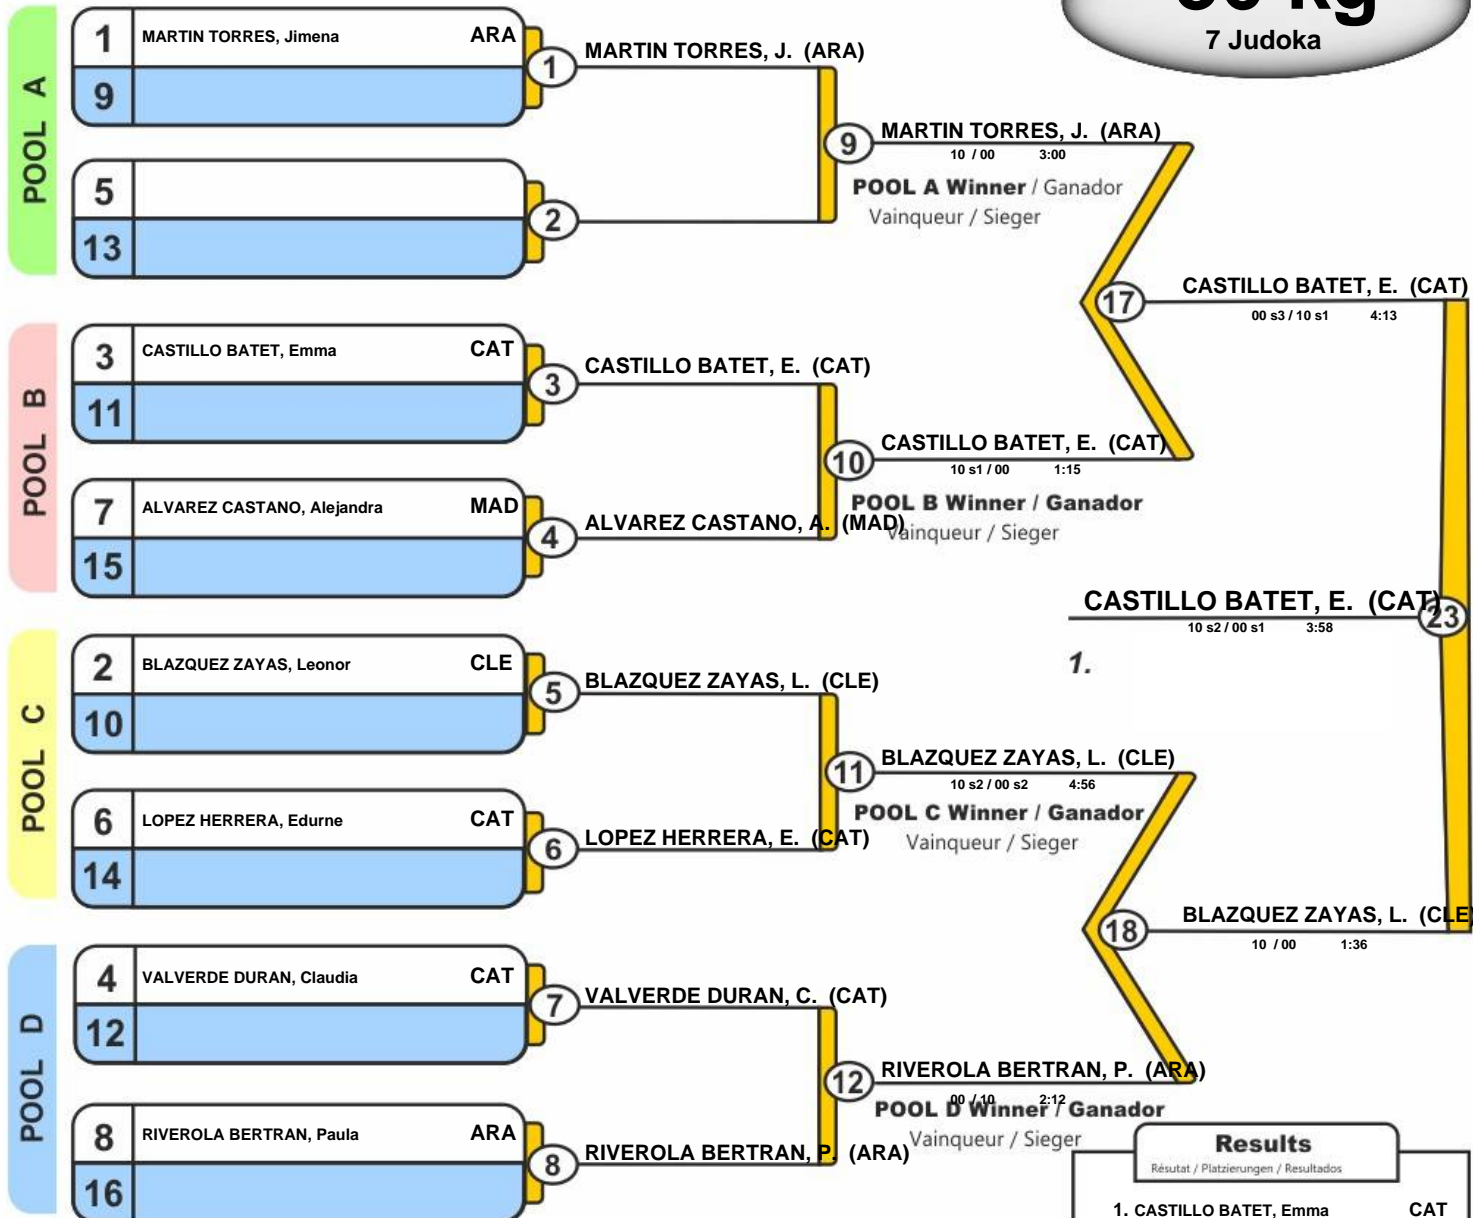 kg
7 Judoka
POOL A
1 MARTIN TORRES, Jimena ARA
9
5
13
1 MARTIN TORRES, J. (ARA)
2
9 MARTIN TORRES, J. (ARA)
10 / 00 3:00
POOL A Winner / Ganador
Vainqueur / Sieger
POOL B
3 CASTILLO BATET, Emma CAT
11
7 ALVAREZ CASTANO, Alejandra MAD
15
3 CASTILLO BATET, E. (CAT)
4 ALVAREZ CASTANO, A. (MAD)
10 CASTILLO BATET, E. (CAT)
10 s1 / 00 1:15
POOL B Winner / Ganador
Vainqueur / Sieger
17 CASTILLO BATET, E. (CAT)
00 s3 / 10 s1 4:13
CASTILLO BATET, E. (CAT) 23
10 s2 / 00 s1 3:58
1.
POOL C
2 BLAZQUEZ ZAYAS, Leonor CLE
10
6 LOPEZ HERRERA, Edurne CAT
14
5 BLAZQUEZ ZAYAS, L. (CLE)
6 LOPEZ HERRERA, E. (CAT)
11 BLAZQUEZ ZAYAS, L. (CLE)
10 s2 / 00 s2 4:56
POOL C Winner / Ganador
Vainqueur / Sieger
18 BLAZQUEZ ZAYAS, L. (CLE)
10 / 00 1:36
POOL D
4 VALVERDE DURAN, Claudia CAT
12
8 RIVEROLA BERTRAN, Paula ARA
16
7 VALVERDE DURAN, C. (CAT)
8 RIVEROLA BERTRAN, P. (ARA)
12 RIVEROLA BERTRAN, P. (ARA)
00 / 10 2:12
POOL D Winner / Ganador
Vainqueur / Sieger
Results
Résutat / Platzierungen / Resultados
1. CASTILLO BATET, Emma CAT